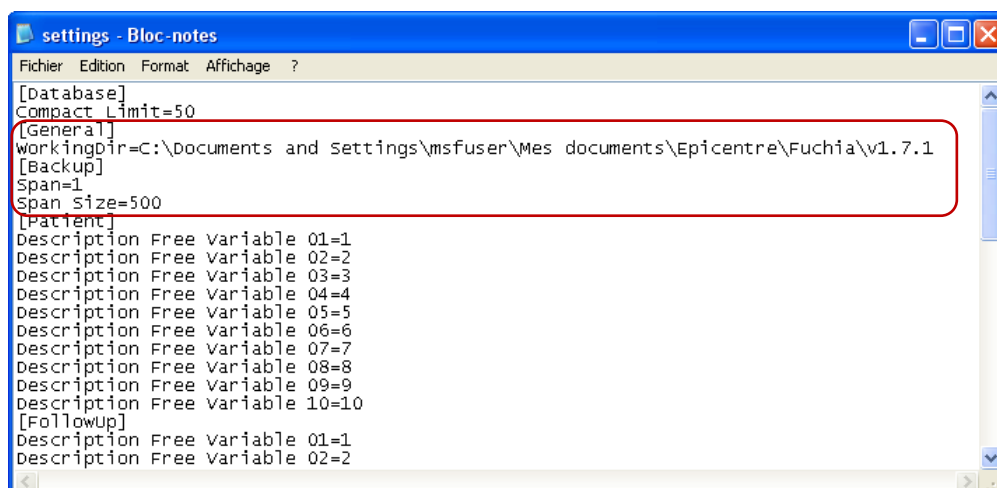 settings - Bloc-notes
Fichier Edition Format Affichage ?
[Database]
Compact Limit=50
[General]
WorkingDir=C:\Documents and Settings\msfuser\Mes documents\Epicentre\Fuchia\v1.7.1
[Backup]
Span=1
Span Size=500
[Patient]
Description Free Variable 01=1
Description Free Variable 02=2
Description Free Variable 03=3
Description Free Variable 04=4
Description Free Variable 05=5
Description Free Variable 06=6
Description Free Variable 07=7
Description Free Variable 08=8
Description Free Variable 09=9
Description Free Variable 10=10
[FollowUp]
Description Free Variable 01=1
Description Free Variable 02=2